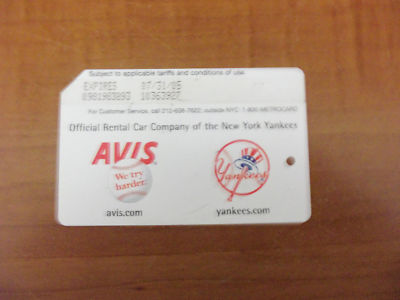 Subject to applicable tariffs and conditions of use
EXPIRES 07/31/05
For Customer Service, call 212-638-7622; outside NYC: 1-800-METROCARD
Official Rental Car Company of the New York Yankees
AVIS
We try
harder.
Yankees
avis.com
yankees.com